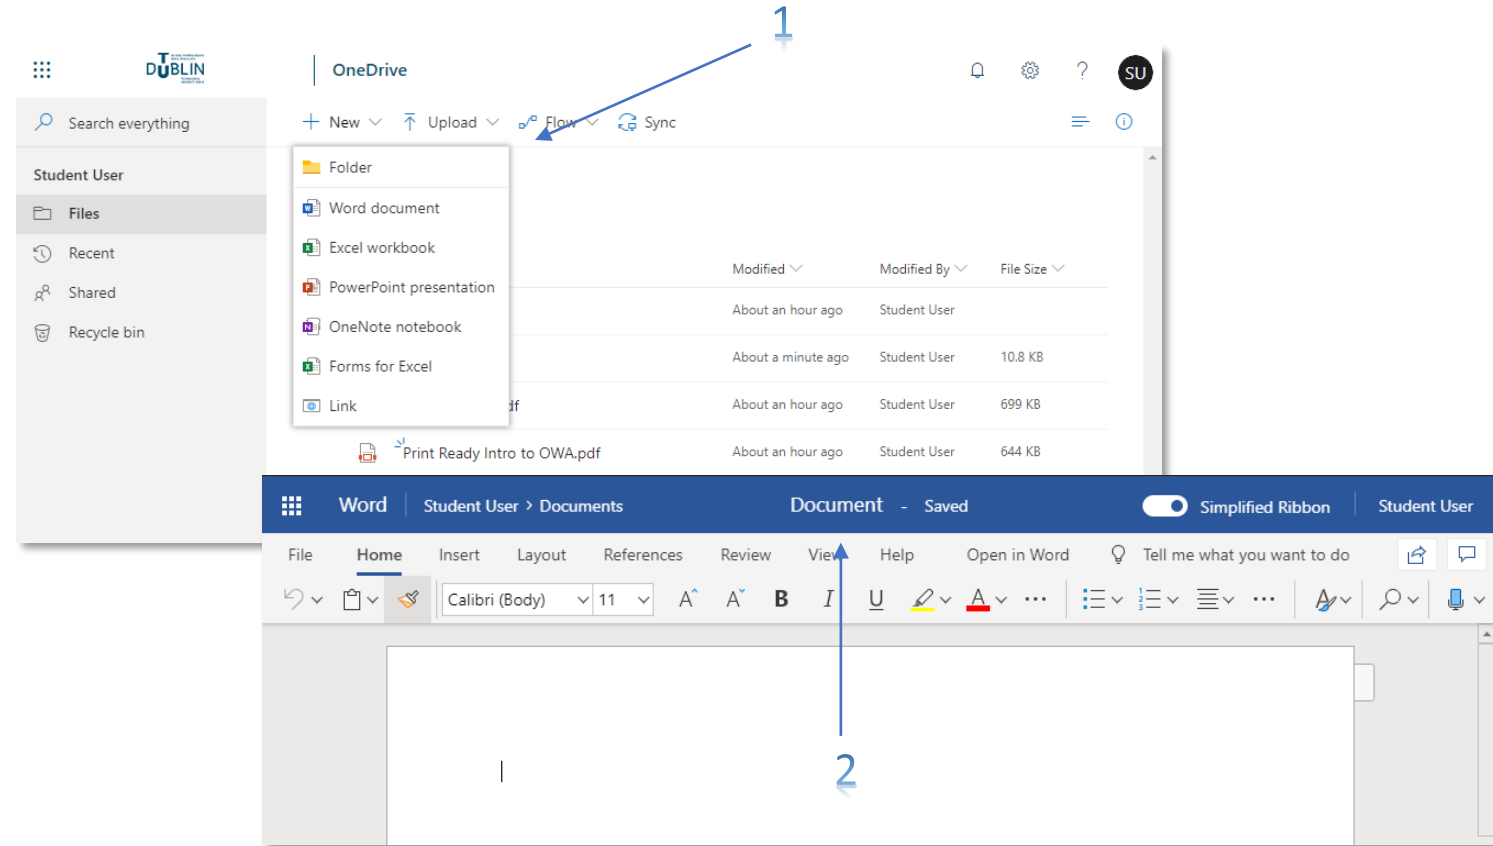 1
DUBLIN
OneDrive
?
SU
Search everything
New
Upload
Flow
Sync
Student User
Files
Recent
Shared
Recycle bin
Folder
Word document
Excel workbook
PowerPoint presentation
OneNote notebook
Forms for Excel
Link
Modified
Modified By
File Size
About an hour ago
Student User
About a minute ago
Student User
10.8 KB
df
About an hour ago
Student User
699 KB
Print Ready Intro to OWA.pdf
About an hour ago
Student User
644 KB
Word
Student User > Documents
Document - Saved
Simplified Ribbon
Student User
File
Home
Insert
Layout
References
Review
View
Help
Open in Word
Tell me what you want to do
Calibri (Body)
11
A
A
B
I
U
A
2